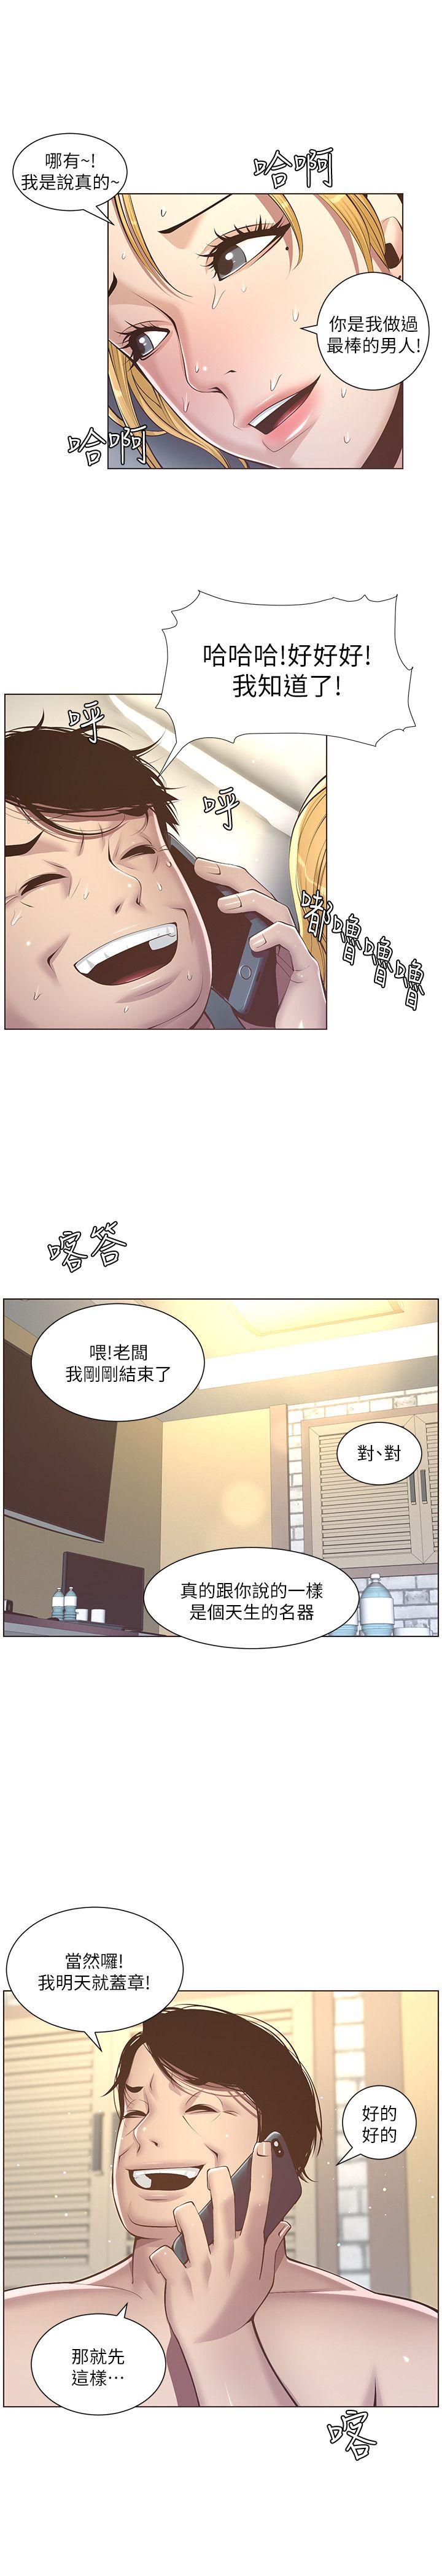 哪有~!
我是說真的~
哈啊
你是我做過
最棒的男人!
哈啊
哈哈哈!好好好!
我知道了!
呼
呼
嘟嚕嚕嚕
喀答
喂!老闆
我剛剛結束了
對、對
真的跟你說的一樣
是個天生的名器
當然囉!
我明天就蓋章!
好的
好的
那就先
這樣…
喀